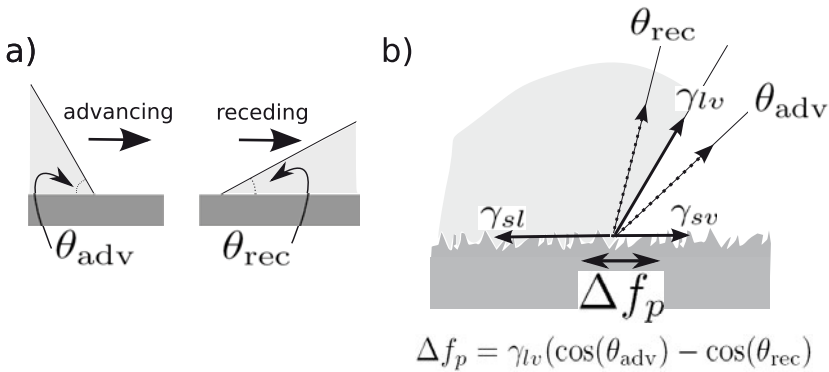 a)
advancing
receding
θadv
θrec
b)
θrec
γlv
θadv
γsl
γsv
Δfp
Δfp = γlv(cos(θadv) − cos(θrec)